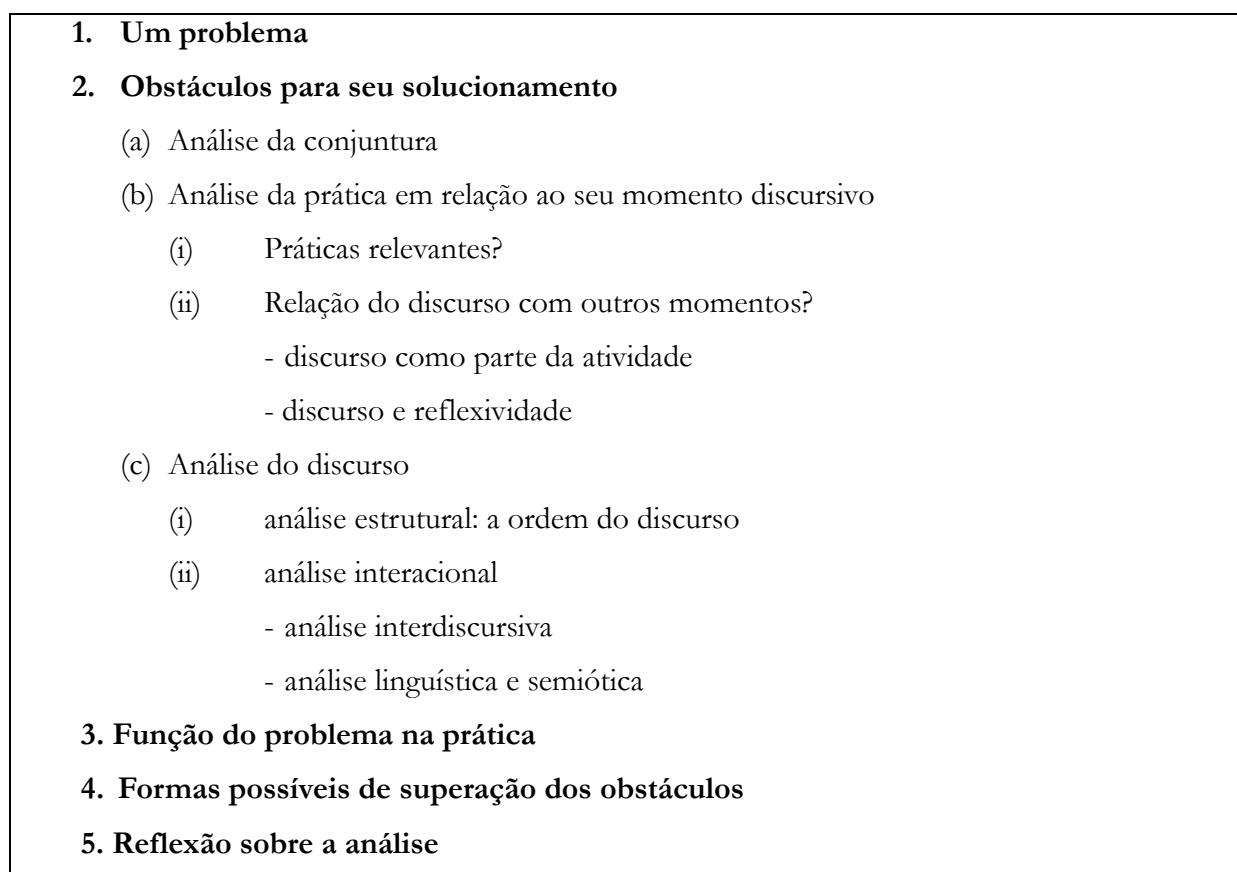 1. Um problema
2. Obstáculos para seu solucionamento
(a) Análise da conjuntura
(b) Análise da prática em relação ao seu momento discursivo
(i) Práticas relevantes?
(ii) Relação do discurso com outros momentos?
- discurso como parte da atividade
- discurso e reflexividade
(c) Análise do discurso
(i) análise estrutural: a ordem do discurso
(ii) análise interacional
- análise interdiscursiva
- análise linguística e semiótica
3. Função do problema na prática
4. Formas possíveis de superação dos obstáculos
5. Reflexão sobre a análise